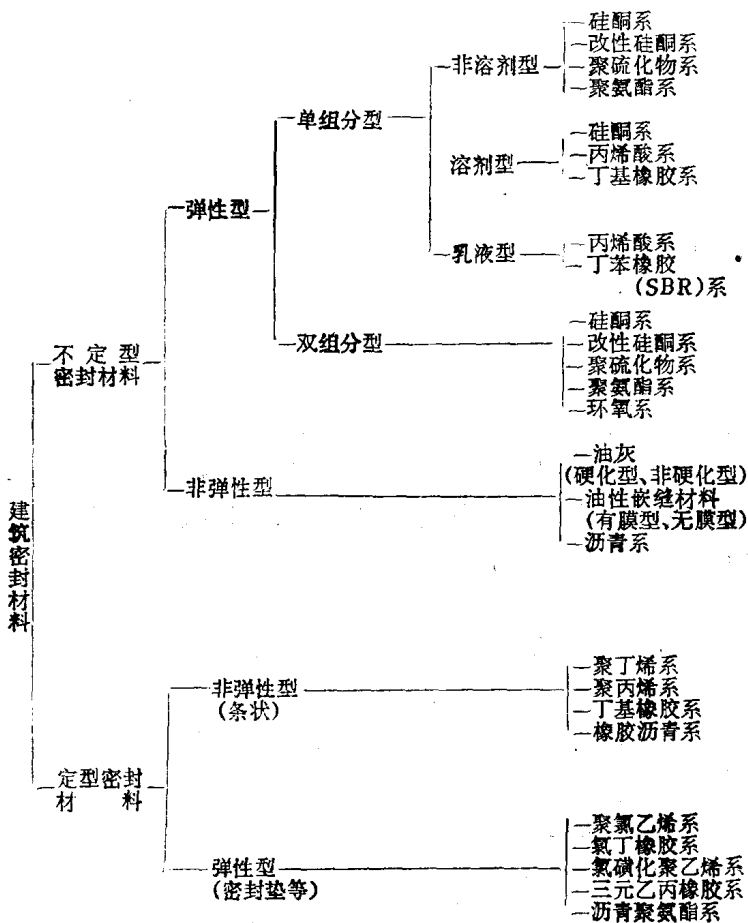 硅酮系
改性硅酮系
非溶剂型
聚硫化物系
聚氨酯系
单组分型
硅酮系
溶剂型
丙烯酸系
丁基橡胶系
弹性型
乳液型
丙烯酸系
丁苯橡胶
(SBR)系
硅酮系
双组分型
改性硅酮系
不定型
密封材料
聚硫化物系
聚氨酯系
环氧系
油灰
(硬化型、非硬化型)
非弹性型
油性嵌缝材料
(有膜型、无膜型)
沥青系
建筑密封材料
聚丁烯系
非弹性型
(条状)
聚丙烯系
丁基橡胶系
橡胶沥青系
定型密封
材料
聚氯乙烯系
氯丁橡胶系
弹性型
(密封垫等)
氯磺化聚乙烯系
三元乙丙橡胶系
沥青聚氨酯系